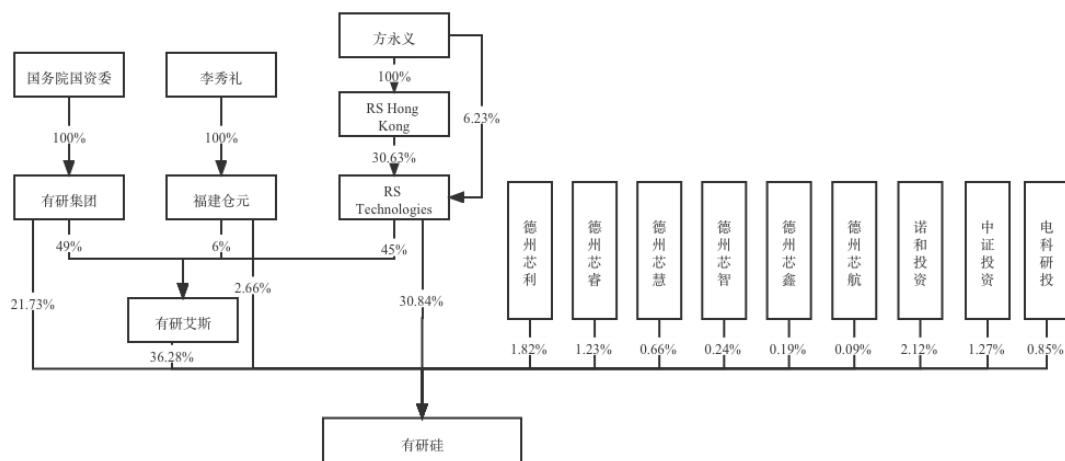 方永义
国务院国资委
李秀礼
100%
RS Hong
Kong
6.23%
100%
100%
30.63%
有研集团
福建仓元
RS
Technologies
德州芯利
德州芯睿
德州芯慧
德州芯智
德州芯鑫
德州芯航
诺和投资
中证投资
电科研投
49%
6%
45%
21.73%
2.66%
30.84%
有研艾斯
36.28%
1.82%
1.23%
0.66%
0.24%
0.19%
0.09%
2.12%
1.27%
0.85%
有研硅